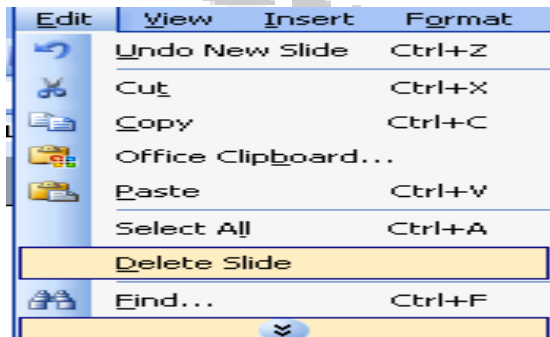 Edit View Insert Format
Undo New Slide Ctrl+Z
Cut Ctrl+X
Copy Ctrl+C
Office Clipboard...
Paste Ctrl+V
Select All Ctrl+A
Delete Slide
Find... Ctrl+F